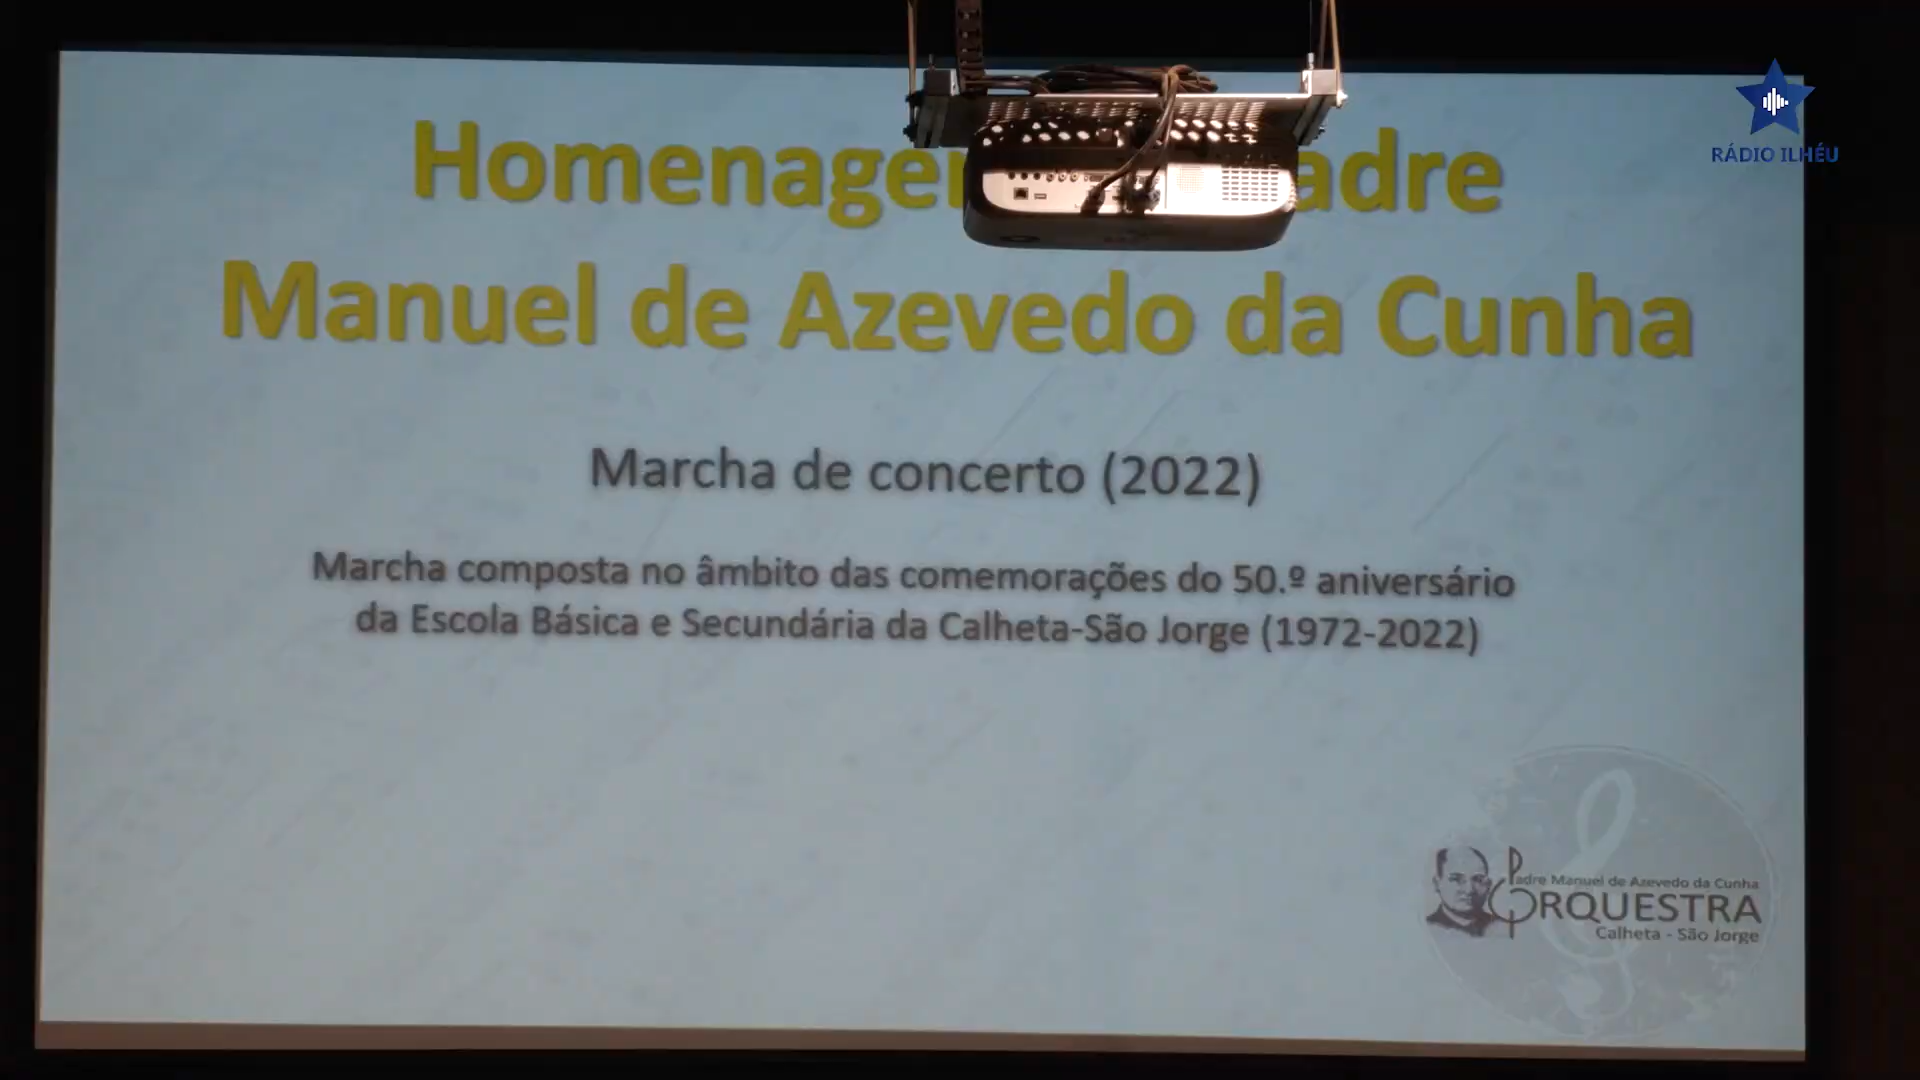 Homenagem adre
Manuel de Azevedo da Cunha
Marcha de concerto (2022)
Marcha composta no âmbito das comemorações do 50.º aniversário
da Escola Básica e Secundária da Calheta-São Jorge (1972-2022)
Padre Manuel de Azevedo da Cunha
ORQUESTRA
Calheta - São Jorge
RÁDIO ILHÉU